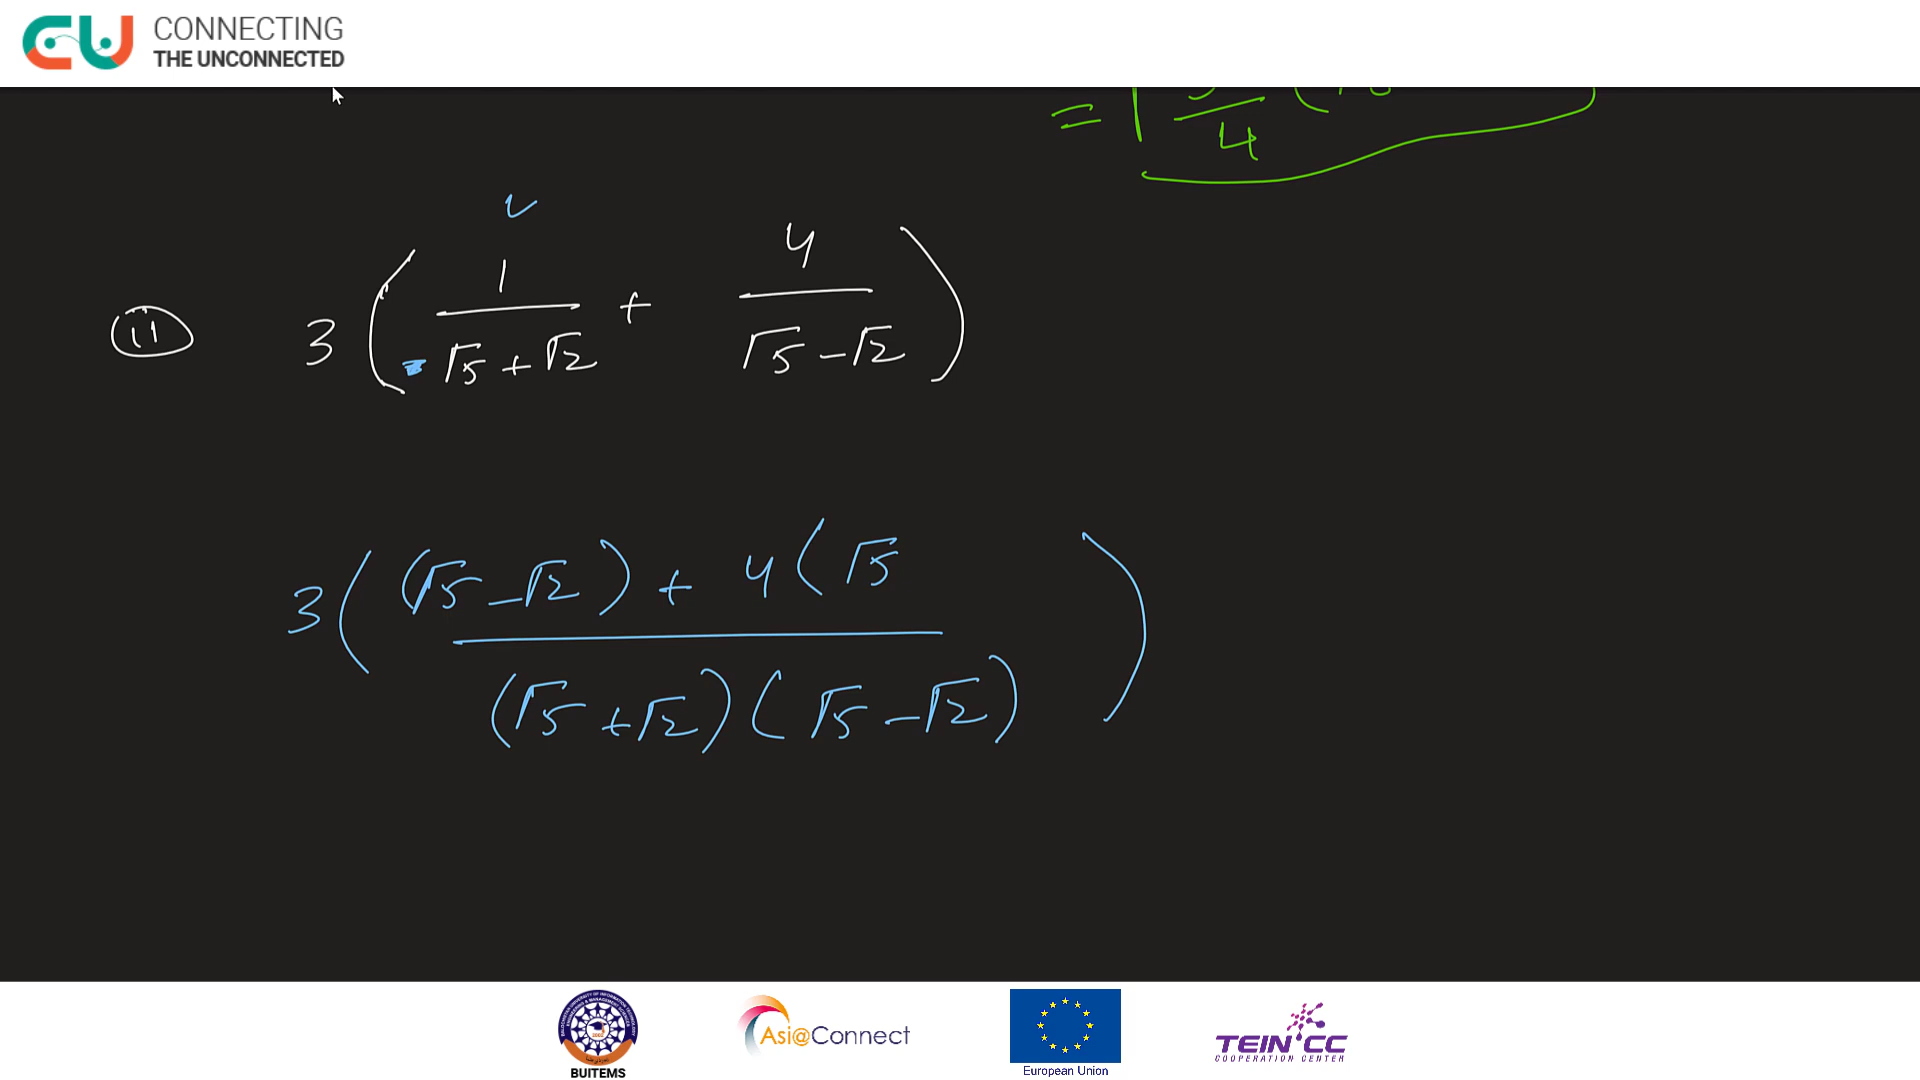 CONNECTING
THE UNCONNECTED
= 4
(ii) 3 ( 1 / (√5 + √2) + 4 / (√5 − √2) )
3 ( (√5 − √2) + 4 ( √5 / (√5 + √2) ( √5 − √2) )
BUITEMS
Asi@Connect
European Union
TEIN*CC
COOPERATION CENTER